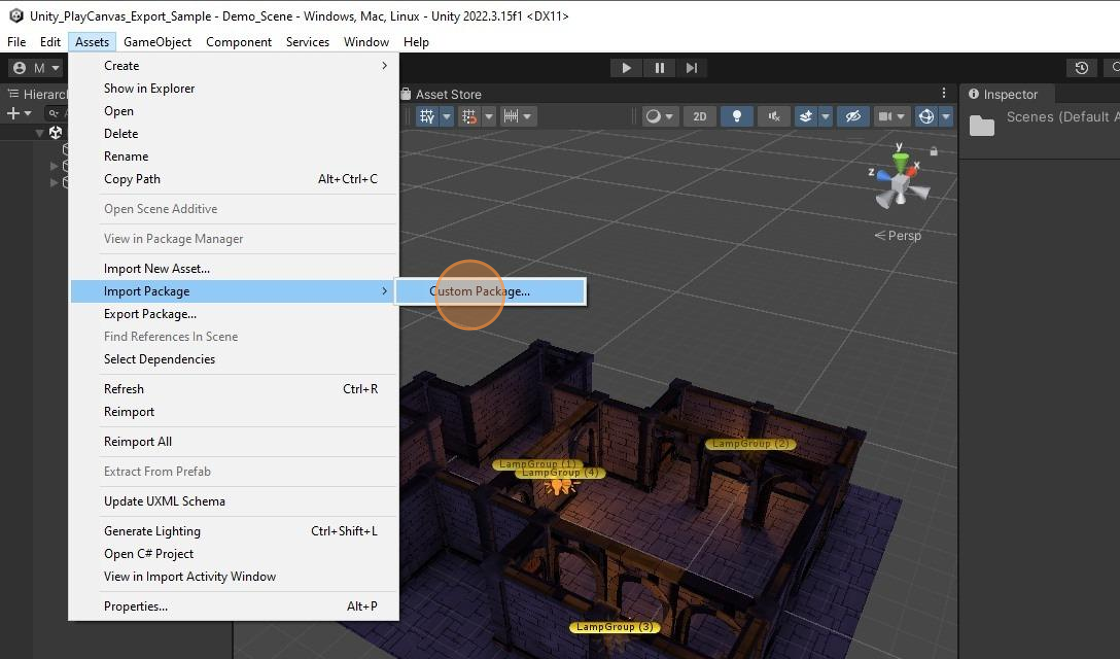 Unity_PlayCanvas_Export_Sample - Demo_Scene - Windows, Mac, Linux - Unity 2022.3.15f1 <DX11>
File Edit Assets GameObject Component Services Window Help
M
Hierarch
Asset Store
Inspector
2D
Scenes (Default A
Create
Show in Explorer
Open
Delete
Rename
Copy Path Alt+Ctrl+C
Open Scene Additive
View in Package Manager
Import New Asset...
Import Package
Custom Package...
Export Package...
Find References In Scene
Select Dependencies
Refresh Ctrl+R
Reimport
Reimport All
Extract From Prefab
Update UXML Schema
Generate Lighting Ctrl+Shift+L
Open C# Project
View in Import Activity Window
Properties... Alt+P
y
x
z
Persp
LampGroup (2)
LampGroup (1)
LampGroup (4)
LampGroup (3)